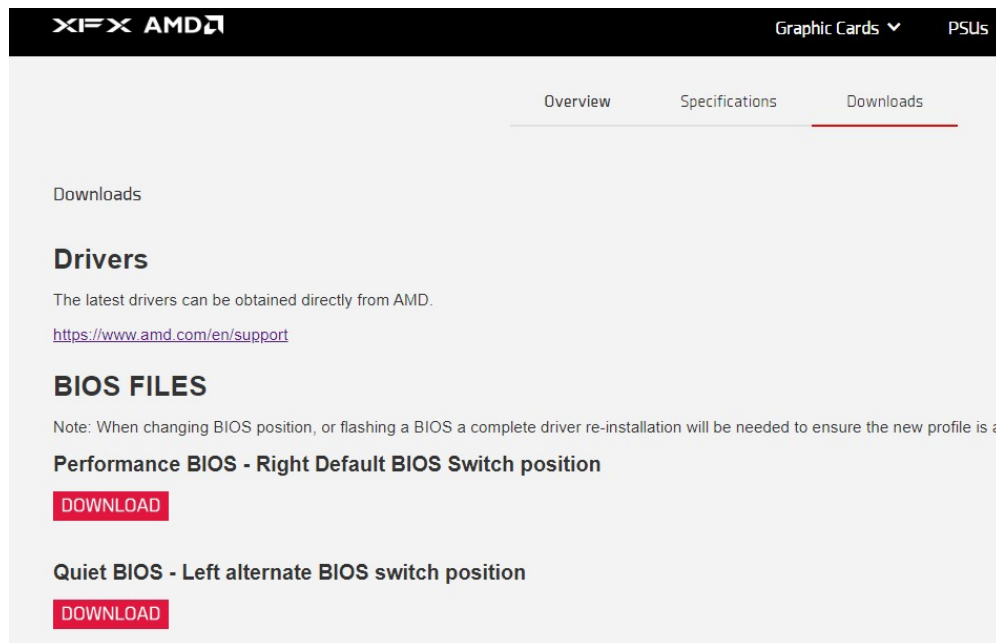 XFX AMD
Graphic Cards PSUs
Overview Specifications Downloads
Downloads
Drivers
The latest drivers can be obtained directly from AMD.
https://www.amd.com/en/support
BIOS FILES
Note: When changing BIOS position, or flashing a BIOS a complete driver re-installation will be needed to ensure the new profile is
Performance BIOS - Right Default BIOS Switch position
DOWNLOAD
Quiet BIOS - Left alternate BIOS switch position
DOWNLOAD